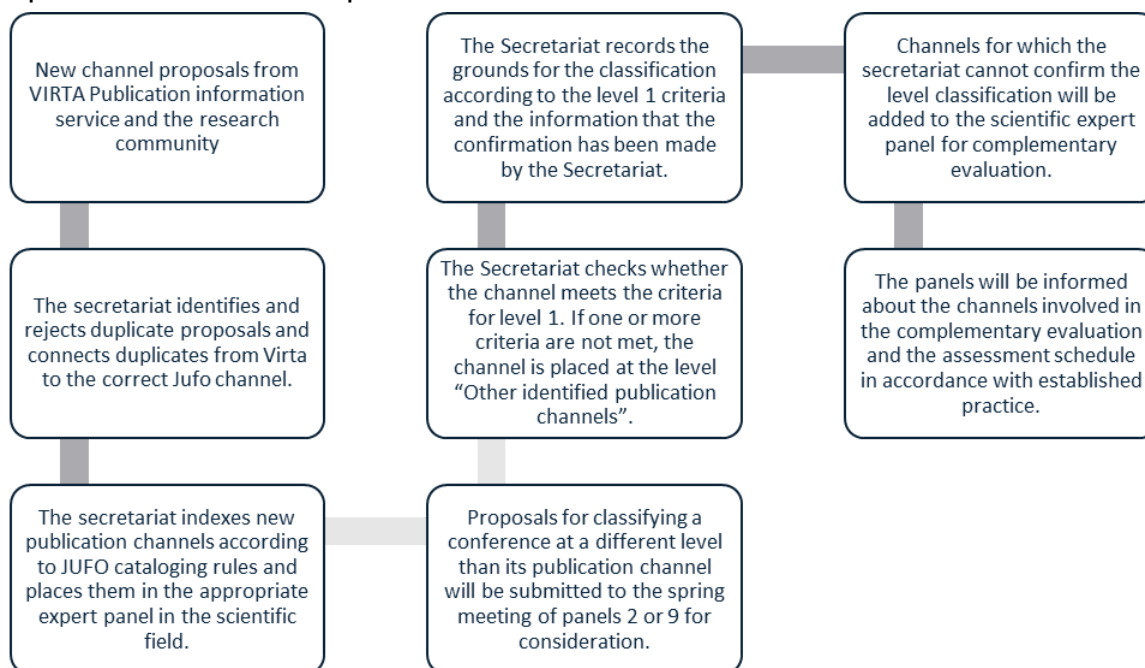 New channel proposals from
VIRTA Publication information
service and the research
community
The secretariat identifies and
rejects duplicate proposals and
connects duplicates from Virta
to the correct Jufo channel.
The secretariat indexes new
publication channels according
to JUFO cataloging rules and
places them in the appropriate
expert panel in the scientific
field.
Proposals for classifying a
conference at a different level
than its publication channel
will be submitted to the spring
meeting of panels 2 or 9 for
consideration.
The Secretariat checks whether
the channel meets the criteria
for level 1. If one or more
criteria are not met, the
channel is placed at the level
“Other identified publication
channels”.
The Secretariat records the
grounds for the classification
according to the level 1 criteria
and the information that the
confirmation has been made
by the Secretariat.
Channels for which the
secretariat cannot confirm the
level classification will be
added to the scientific expert
panel for complementary
evaluation.
The panels will be informed
about the channels involved in
the complementary evaluation
and the assessment schedule
in accordance with established
practice.